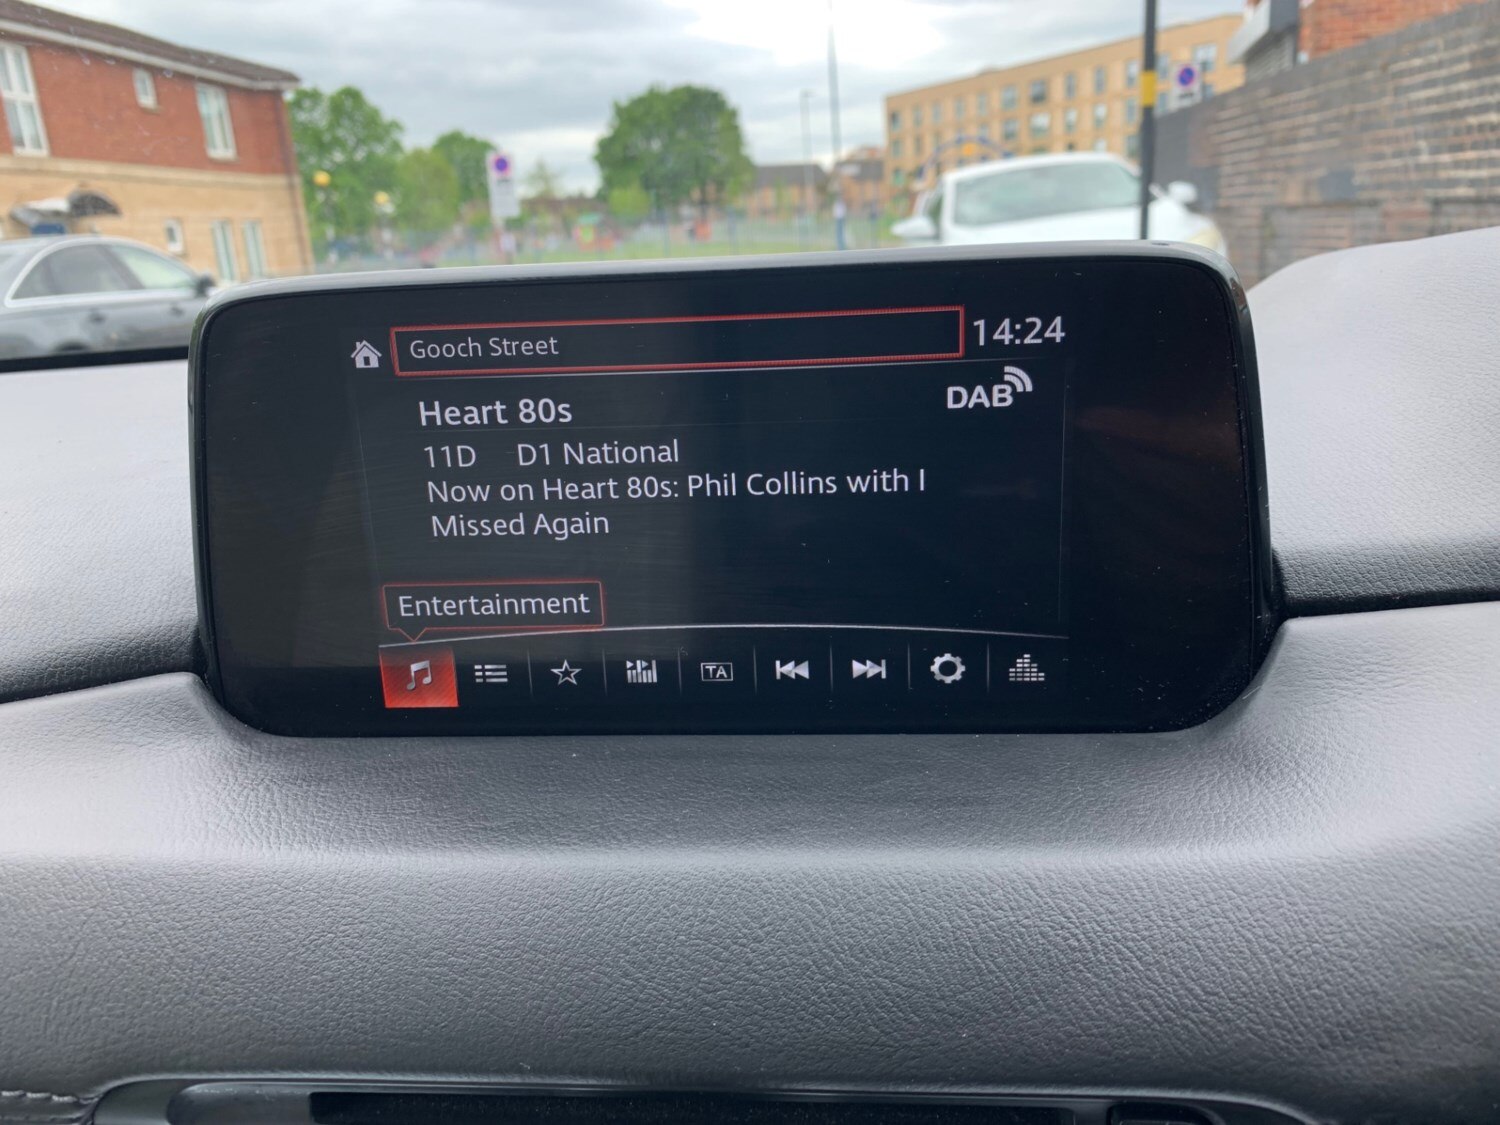 Gooch Street
14:24
DAB
Heart 80s
11D D1 National
Now on Heart 80s: Phil Collins with I
Missed Again
Entertainment
TA